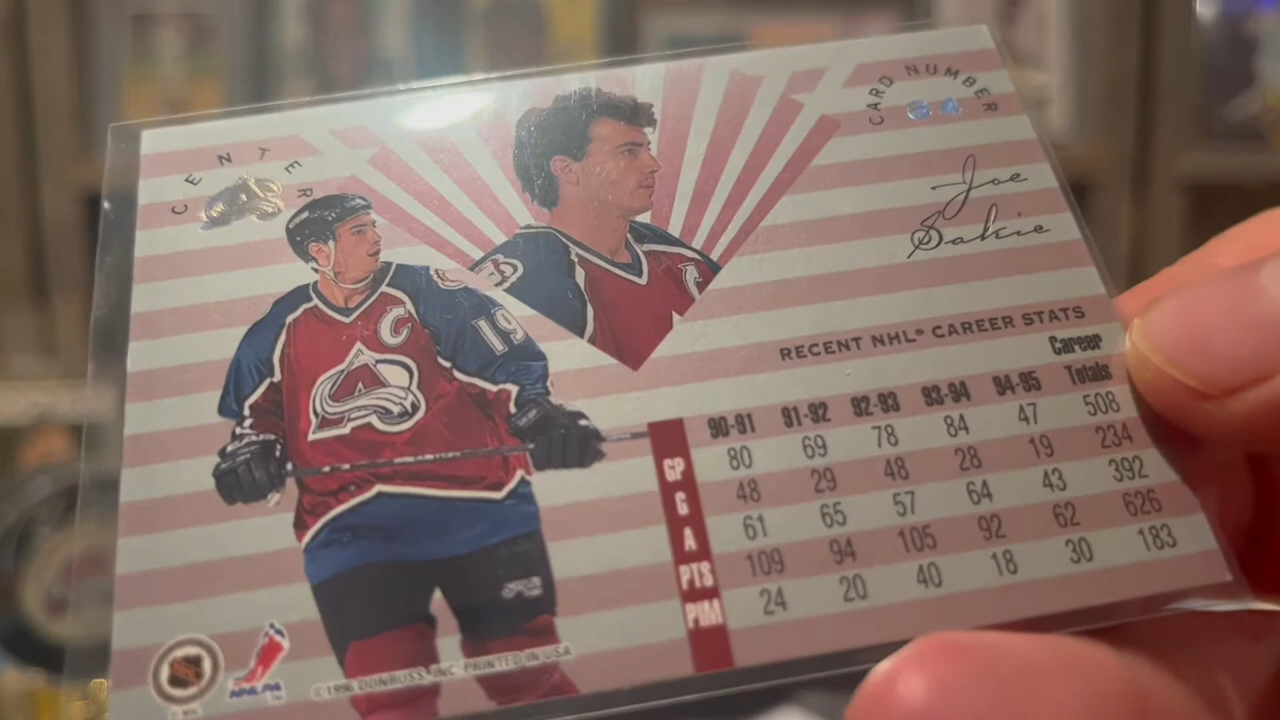 CENTER
CARD NUMBER
84
Joe
Sakic
C
19
RECENT NHL® CAREER STATS
Career
90-91 91-92 92-93 93-94 94-95 Totals
GP 80 69 78 84 47 508
G 48 29 48 28 19 234
A 61 65 57 64 43 392
PTS 109 94 105 92 62 626
PIM 24 20 40 18 30 183
NHLPA
©1996 DONRUSS, INC. PRINTED IN USA